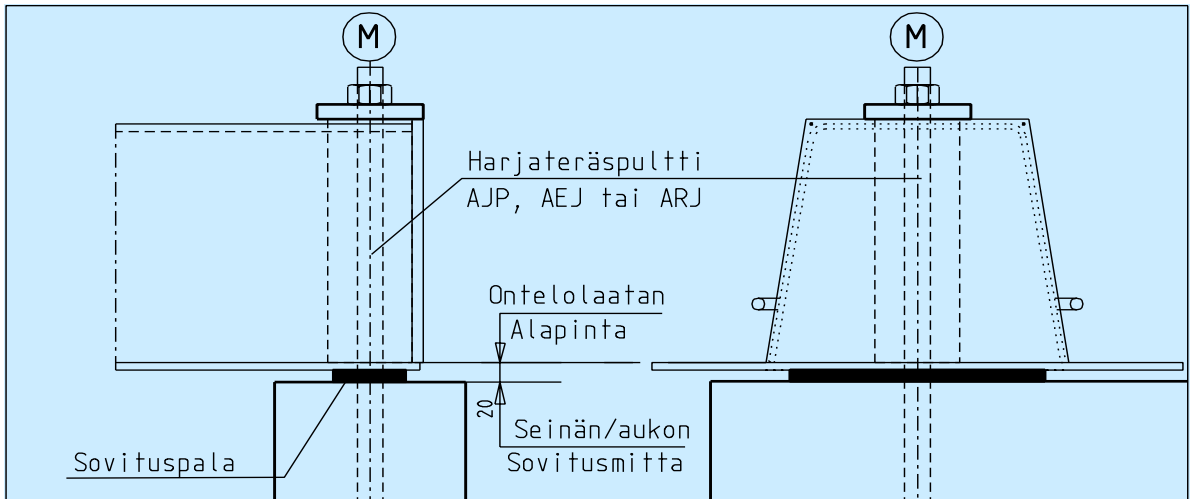 M
M
Harjateräspultti
AJP, AEJ tai ARJ
Ontelolaatan
Alapinta
20
Seinän/aukon
Sovitusmitta
Sovituspala